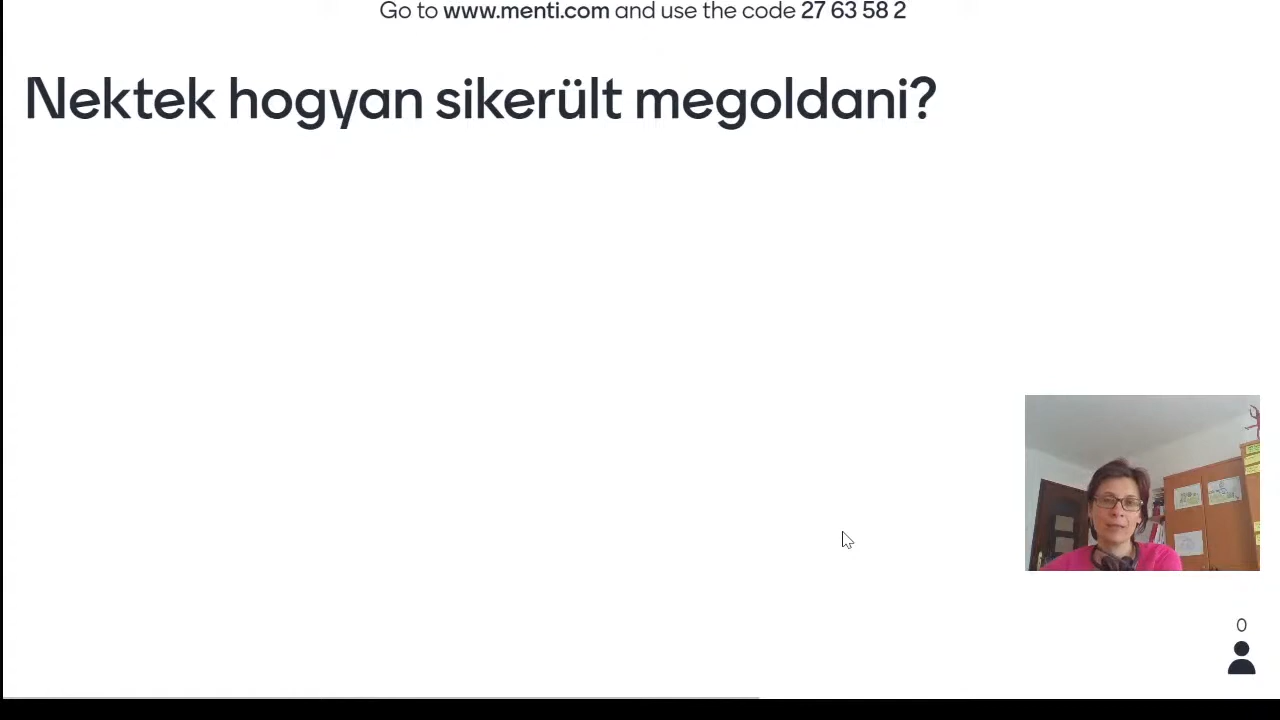 Go to www.menti.com and use the code 27 63 58 2
Nektek hogyan sikerült megoldani?
0